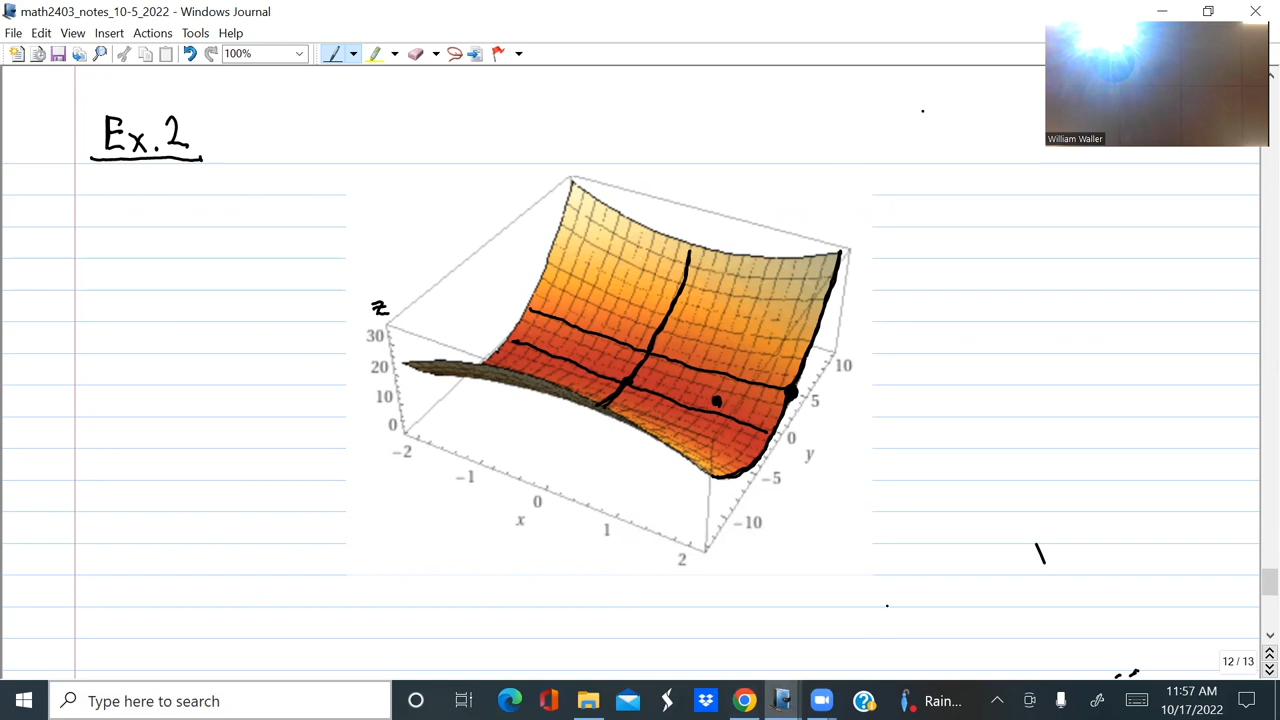 math2403_notes_10-5_2022 - Windows Journal
File Edit View Insert Actions Tools Help
100%
William Waller
Ex. 2
z
30
20
10
0
-2
-1
0
1
2
x
10
5
0
-5
-10
y
12 / 13
Type here to search
Rain...
11:57 AM
10/17/2022